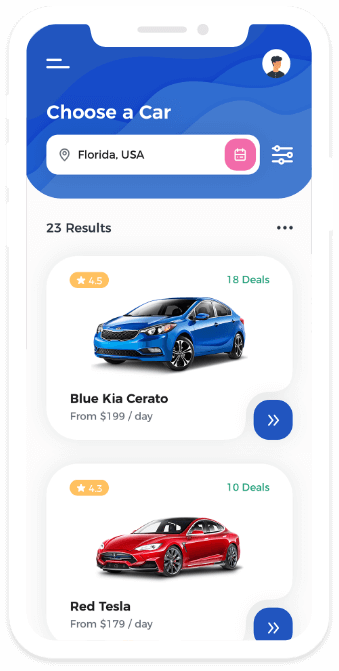 Choose a Car
Florida, USA
23 Results
4.5
18 Deals
Blue Kia Cerato
From $199 / day
4.3
10 Deals
Red Tesla
From $179 / day